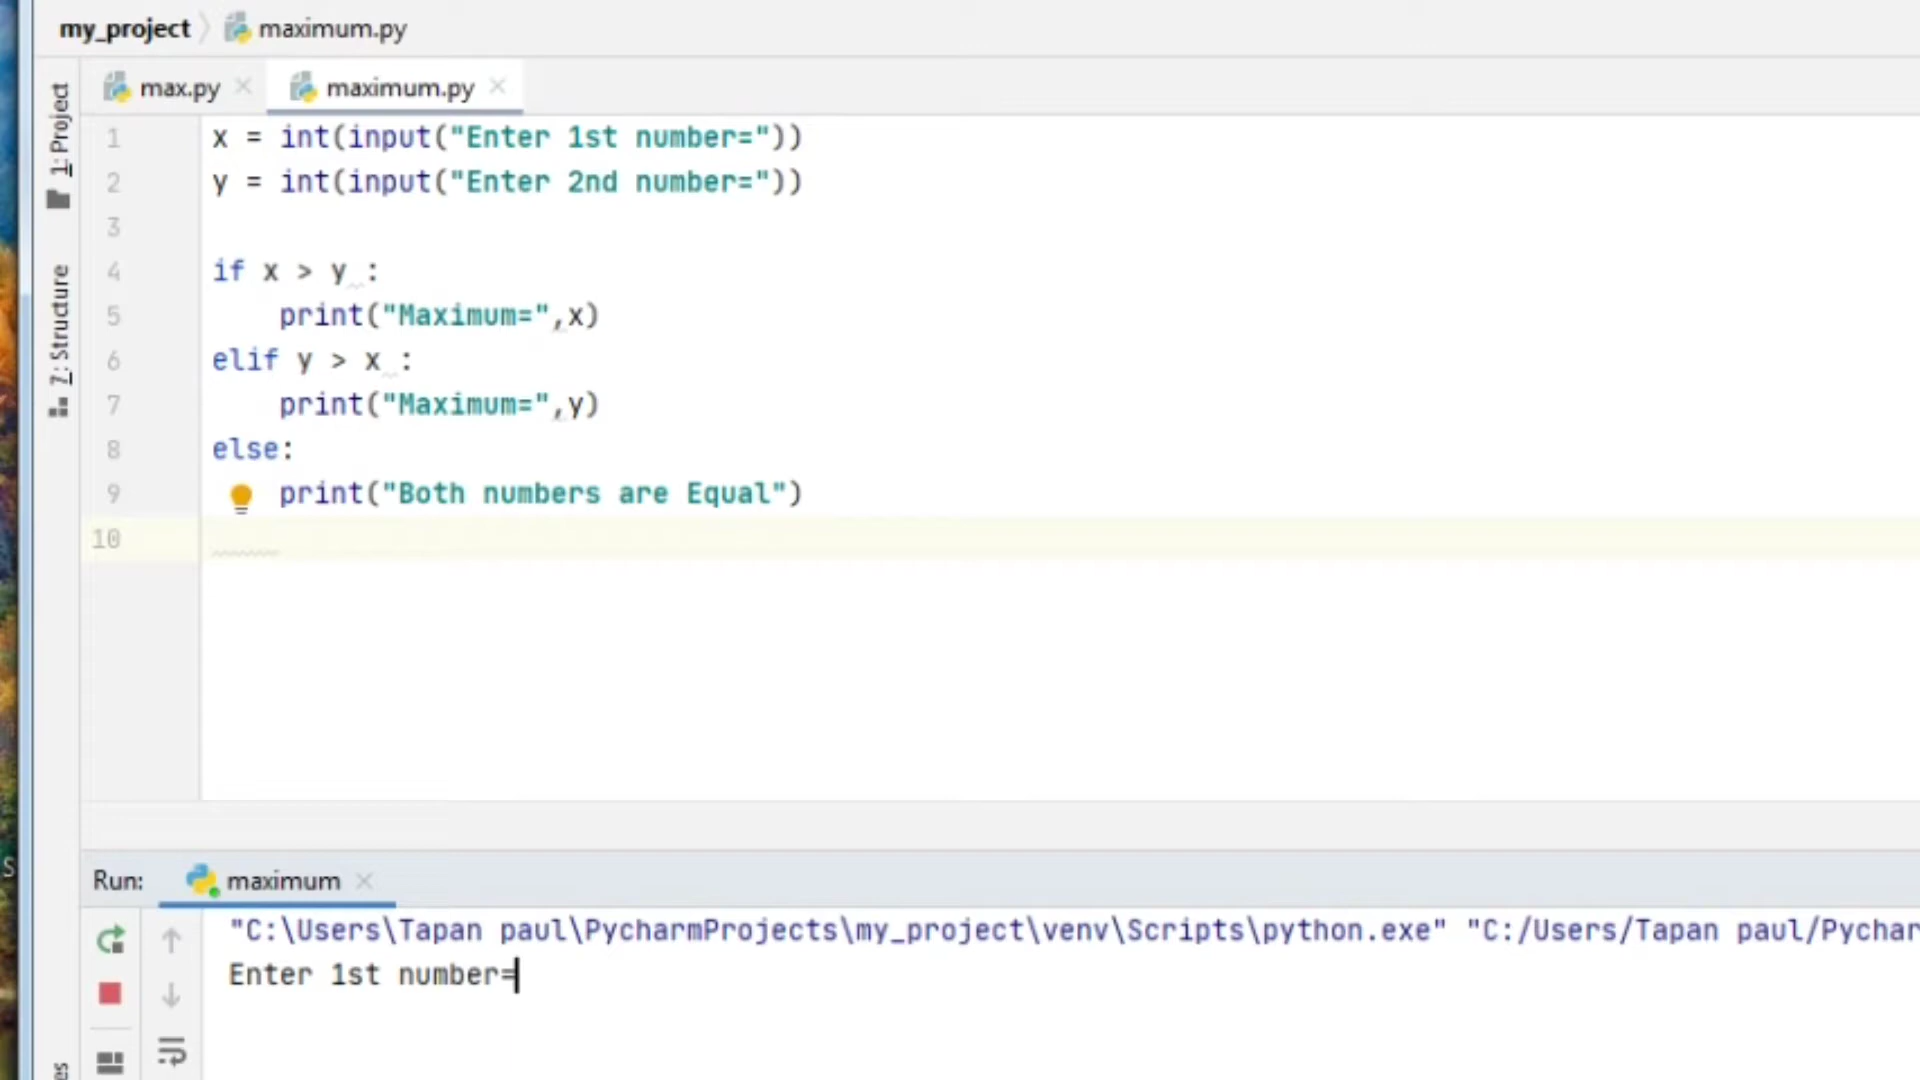 my_project maximum.py
max.py maximum.py
1: Project
7: Structure
1 x = int(input("Enter 1st number="))
2 y = int(input("Enter 2nd number="))
3
4 if x > y :
5 print("Maximum=",x)
6 elif y > x :
7 print("Maximum=",y)
8 else:
9 print("Both numbers are Equal")
10
Run: maximum
"C:\Users\Tapan paul\PycharmProjects\my_project\venv\Scripts\python.exe" "C:/Users/Tapan paul/Pychar
Enter 1st number=